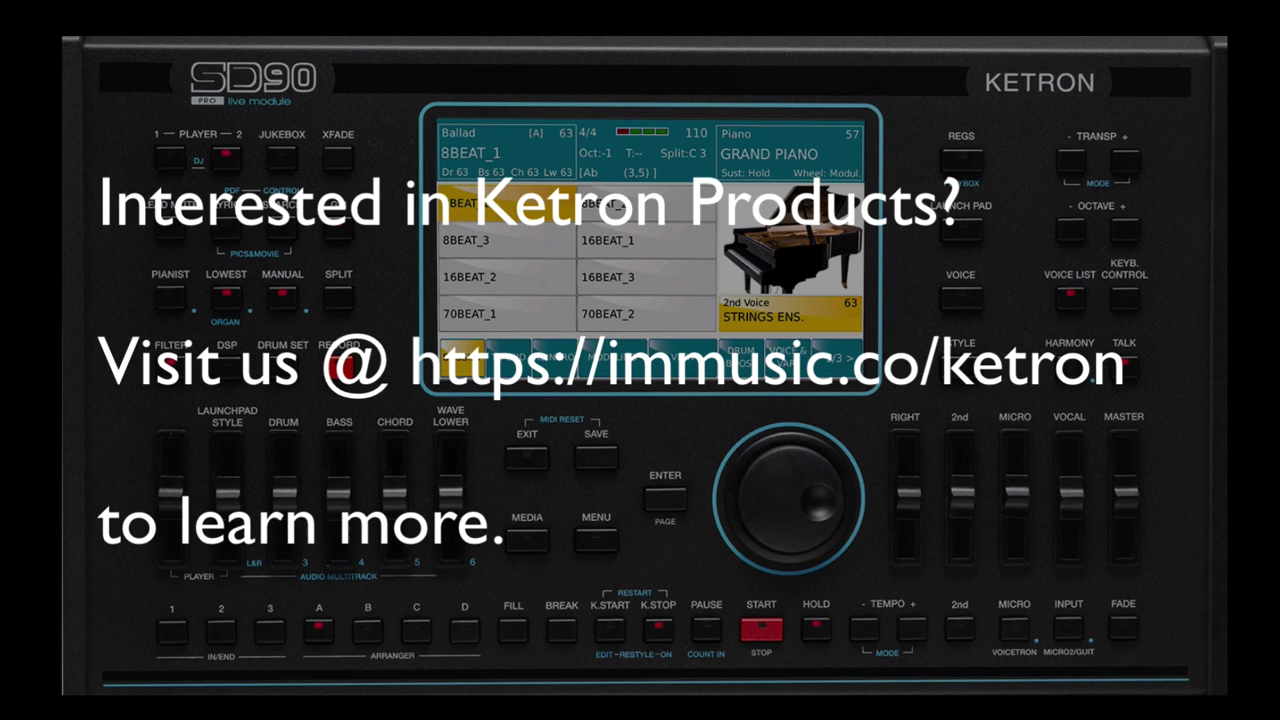 SD90
KETRON
PRO live module
1 — PLAYER — 2 JUKEBOX XFADE
DJ
REGS
- TRANSP +
MODE
Ballad [A] 63 4/4 110 Piano 57
8BEAT_1 Oct:-1 T:-- Split:C 3 GRAND PIANO
Dr 63 Bs 63 Ch 63 Lw 63 [Ab (3,5) ] Sust: Hold Wheel: Modul.
Interested in Ketron Products?
LAUNCH PAD
- OCTAVE +
8BEAT_3 16BEAT_1
PICS&MOVIE
PIANIST LOWEST MANUAL SPLIT
16BEAT_2 16BEAT_3
VOICE VOICE LIST KEYB. CONTROL
2nd Voice 63
STRINGS ENS.
70BEAT_1 70BEAT_2
ORGAN
FILTER DSP DRUM SET RECORD
STYLE HARMONY TALK
Visit us @ https://immusic.co/ketron
LAUNCHPAD STYLE DRUM BASS CHORD WAVE LOWER
MIDI RESET
EXIT SAVE
RIGHT 2nd MICRO VOCAL MASTER
ENTER
PAGE
to learn more.
MEDIA MENU
L&R 3 4 5 6
PLAYER AUDIO MULTITRACK
RESTART
1 2 3 A B C D FILL BREAK K.START K.STOP PAUSE START HOLD - TEMPO + 2nd MICRO INPUT FADE
IN/END ARRANGER EDIT-RESTYLE-ON COUNT IN STOP MODE VOICETRON MICRO2/GUIT